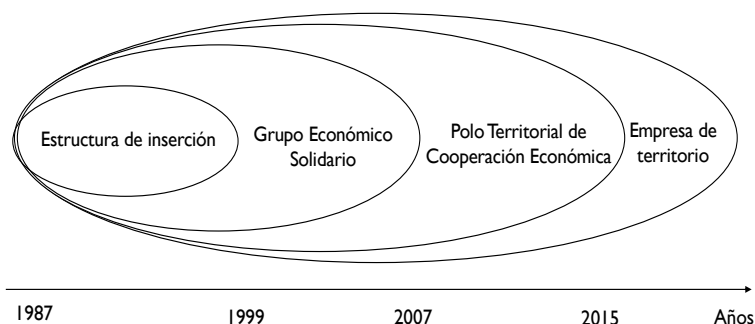 Estructura de inserción
Grupo Económico
Solidario
Polo Territorial de
Cooperación Económica
Empresa de
territorio
1987
1999
2007
2015
Años